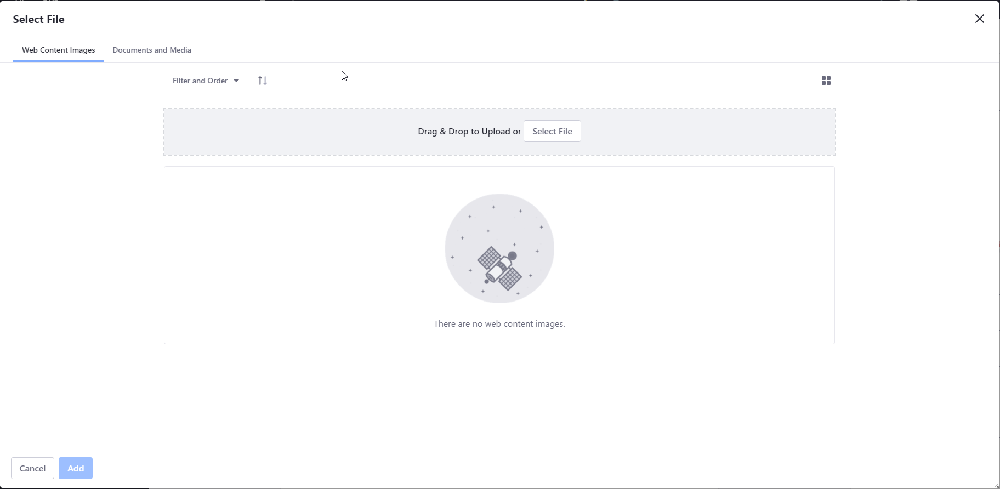 Select File
Web Content Images
Documents and Media
Filter and Order
Drag & Drop to Upload or Select File
There are no web content images.
Cancel
Add